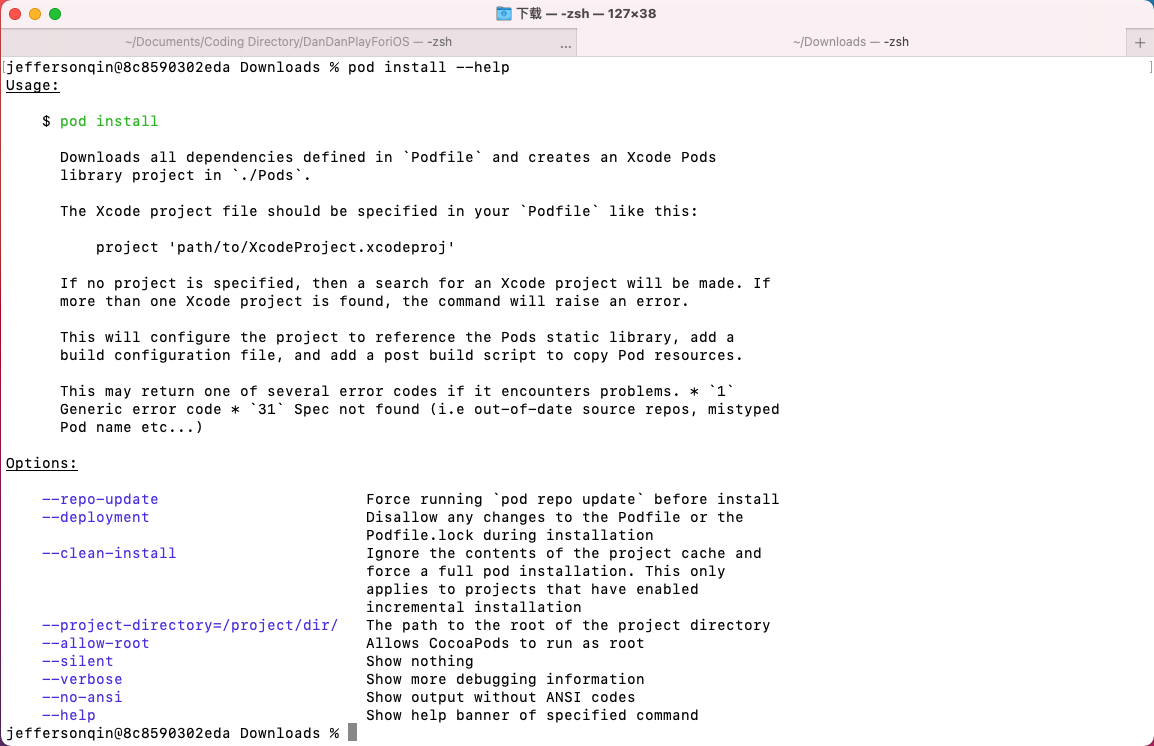 下载 — -zsh — 127×38
~/Documents/Coding Directory/DanDanPlayForiOS — -zsh ... ~/Downloads — -zsh +
[jeffersonqin@8c8590302eda Downloads % pod install --help ]
Usage:
$ pod install
Downloads all dependencies defined in `Podfile` and creates an Xcode Pods
library project in `./Pods`.
The Xcode project file should be specified in your `Podfile` like this:
project 'path/to/XcodeProject.xcodeproj'
If no project is specified, then a search for an Xcode project will be made. If
more than one Xcode project is found, the command will raise an error.
This will configure the project to reference the Pods static library, add a
build configuration file, and add a post build script to copy Pod resources.
This may return one of several error codes if it encounters problems. * `1`
Generic error code * `31` Spec not found (i.e out-of-date source repos, mistyped
Pod name etc...)
Options:
--repo-update Force running `pod repo update` before install
--deployment Disallow any changes to the Podfile or the
Podfile.lock during installation
--clean-install Ignore the contents of the project cache and
force a full pod installation. This only
applies to projects that have enabled
incremental installation
--project-directory=/project/dir/ The path to the root of the project directory
--allow-root Allows CocoaPods to run as root
--silent Show nothing
--verbose Show more debugging information
--no-ansi Show output without ANSI codes
--help Show help banner of specified command
jeffersonqin@8c8590302eda Downloads %